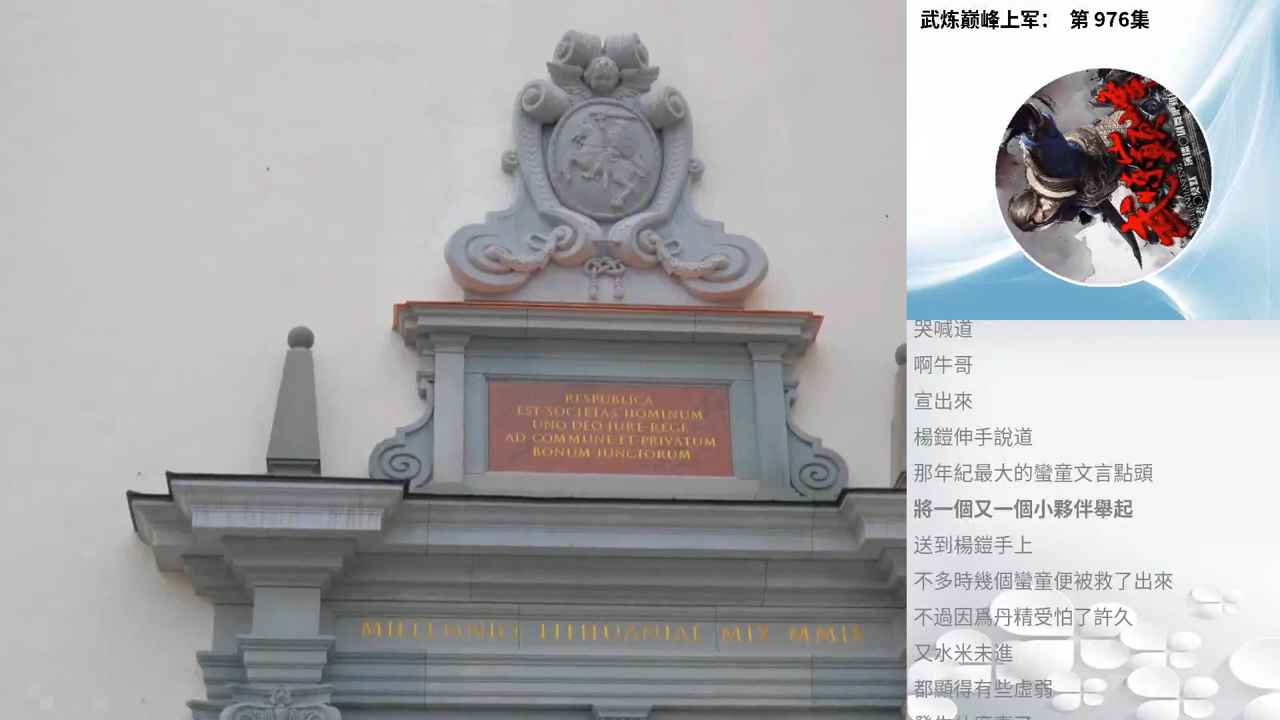 RESPUBLICA
EST·SOCIETAS HOMINUM
UNO DEO·IURE·REGE
AD COMMUNE ET PRIVATUM
BONUM IUNCTORUM
MILLENNIO LITHUANIAE MIX MMIX
武炼巅峰上军： 第 976集
哭喊道
啊牛哥
宣出來
楊鎧伸手說道
那年紀最大的蠻童文言點頭
將一個又一個小夥伴舉起
送到楊鎧手上
不多時幾個蠻童便被救了出來
不過因爲丹精受怕了許久
又水米未進
都顯得有些虛弱